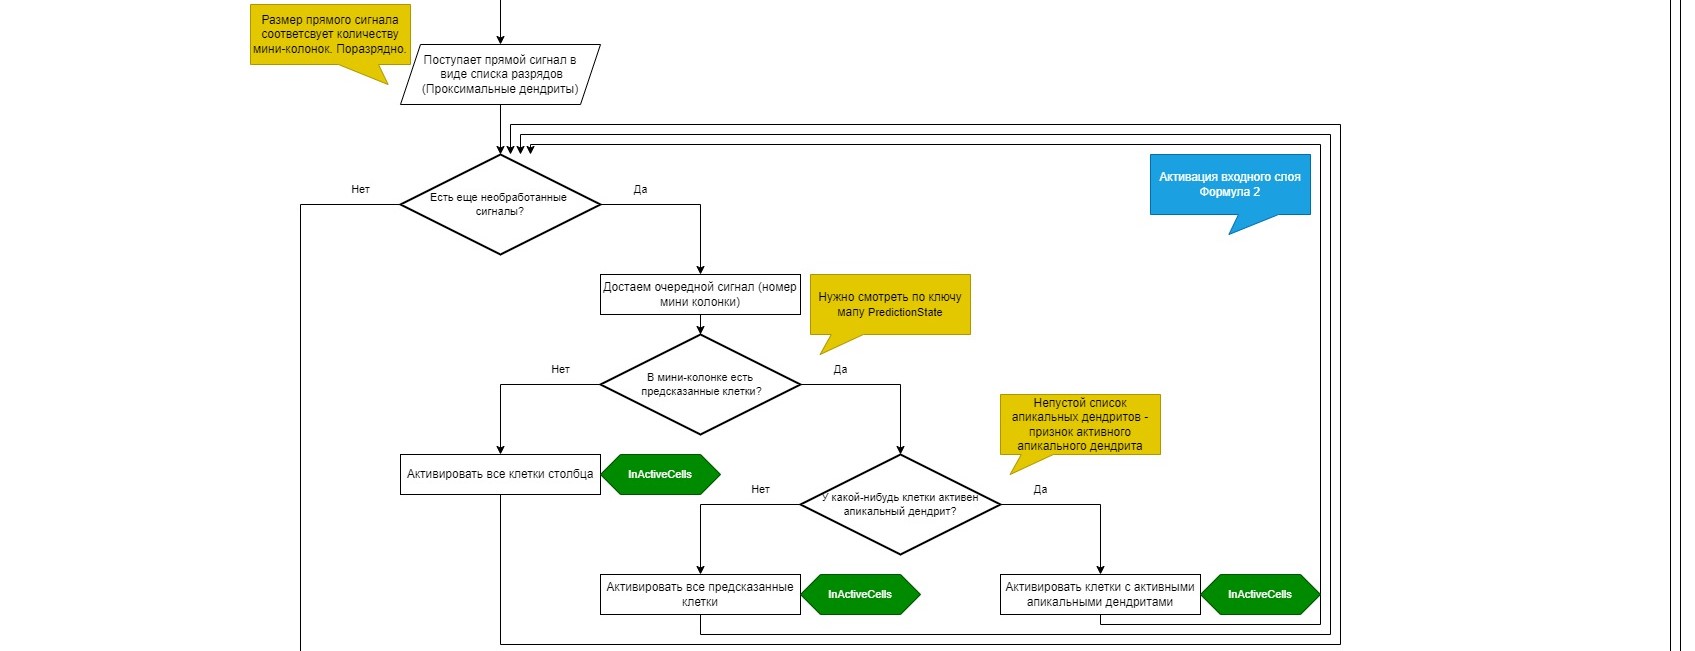 Размер прямого сигнала
соответсвует количеству
мини-колонок. Поразрядно.
Поступает прямой сигнал в
виде списка разрядов
(Проксимальные дендриты)
Активация входного слоя
Формула 2
Нет
Есть еще необработанные
сигналы?
Да
Достаем очередной сигнал (номер
мини колонки)
Нужно смотреть по ключу
мапу PredictionState
Нет
В мини-колонке есть
предсказанные клетки?
Да
Непустой список
апикальных дендритов -
признок активного
апикального дендрита
Активировать все клетки столбца
InActiveCells
Нет
У какой-нибудь клетки активен
апикальный дендрит?
Да
Активировать все предсказанные
клетки
InActiveCells
Активировать клетки с активными
апикальными дендритами
InActiveCells